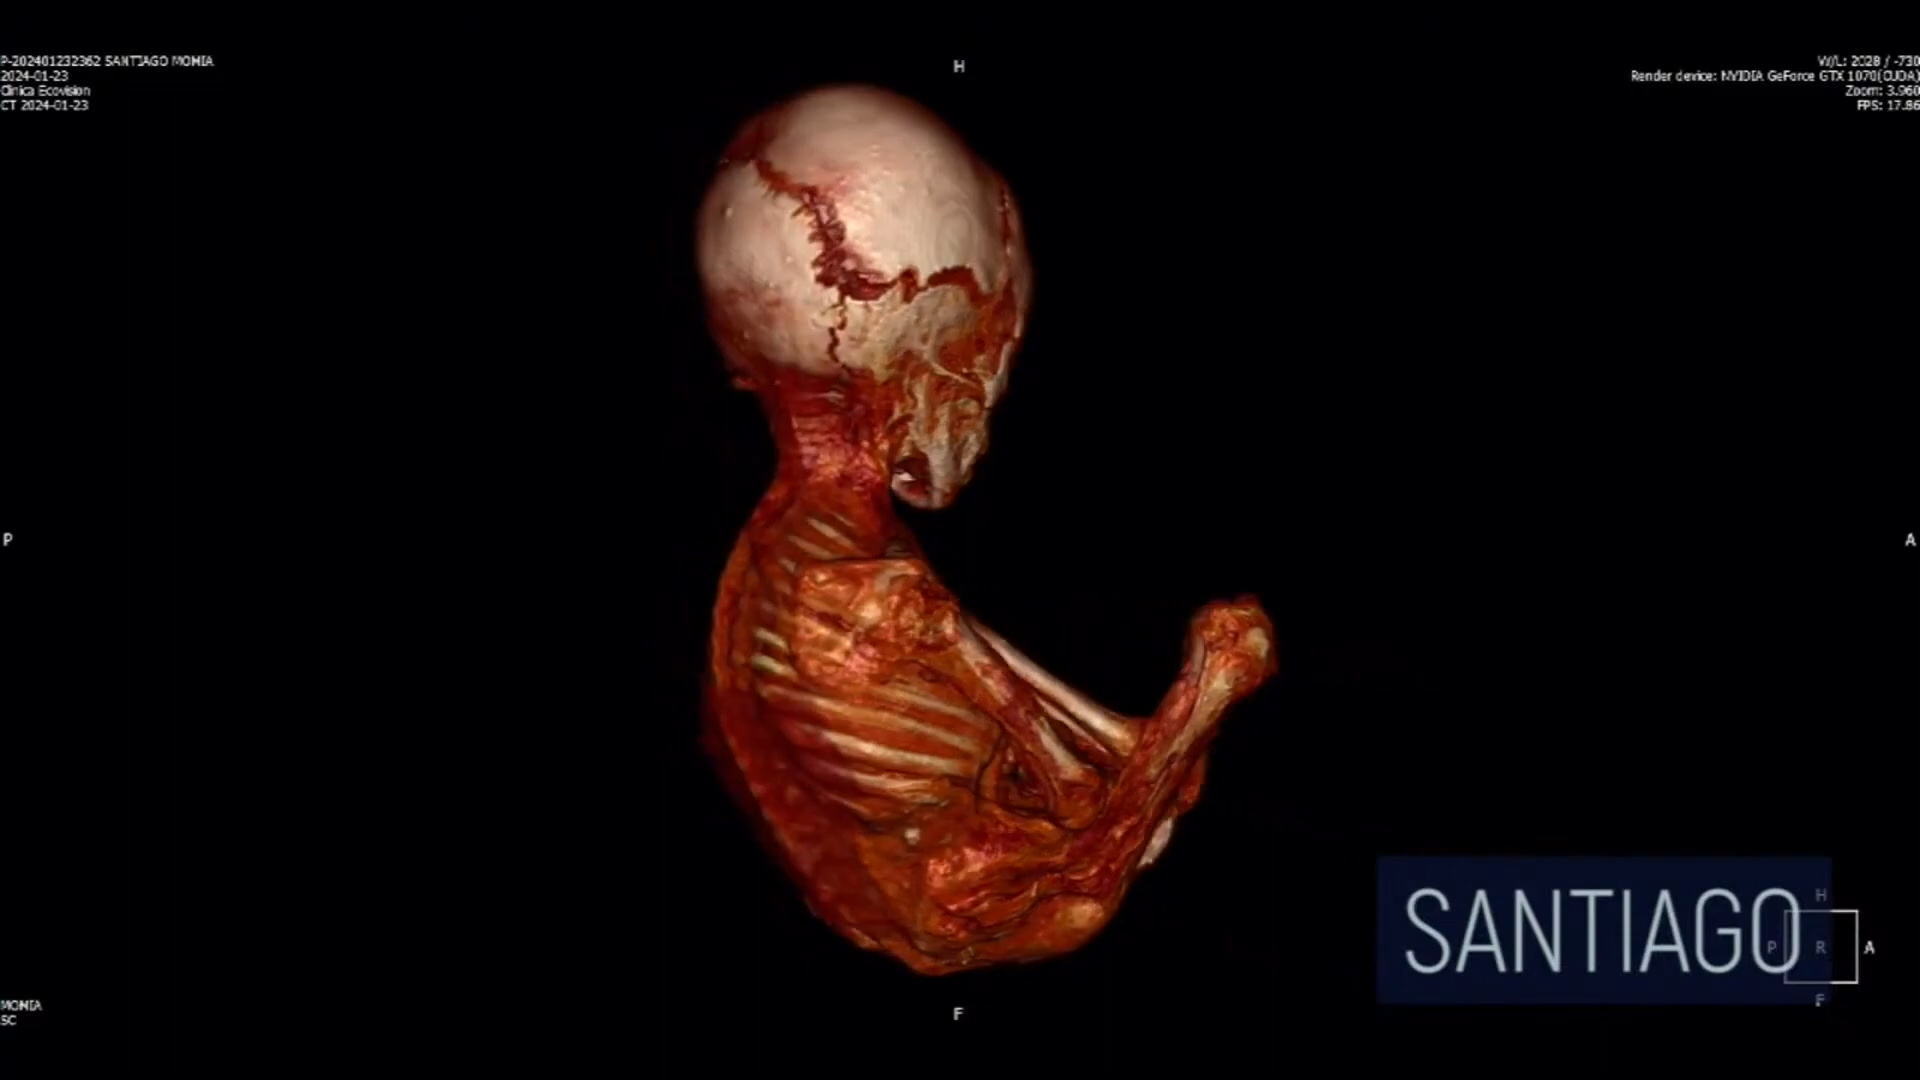 P-202401232362 SANTIAGO MOMIA
2024-01-23
Clinica Ecovision
CT 2024-01-23
H
W/L: 2028 / -730
Render device: NVIDIA GeForce GTX 1070(CUDA)
Zoom: 3.960
FPS: 17.86
P
A
SANTIAGO
H
P
R
A
F
MOMIA
SC
F